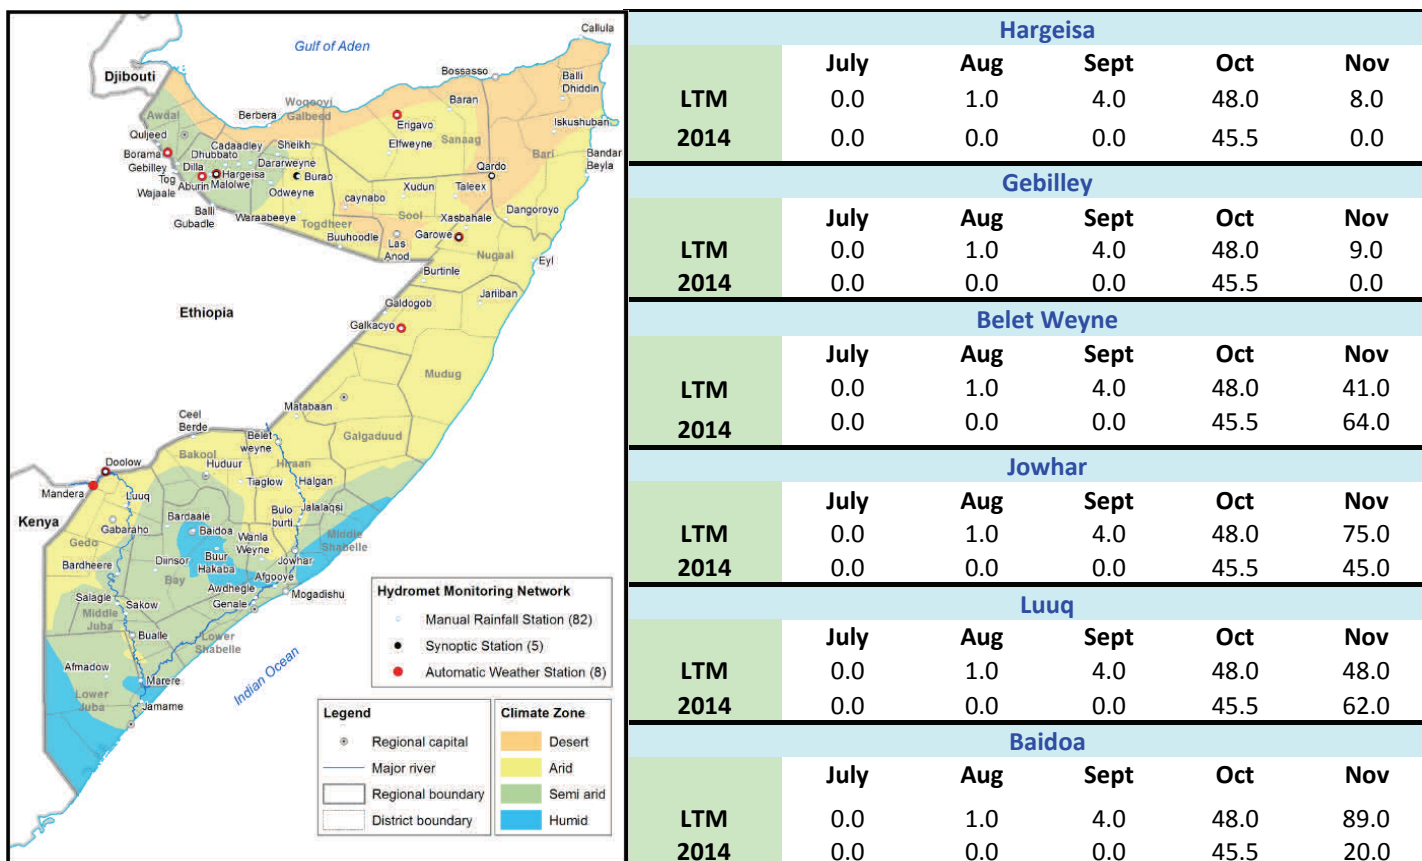 Callula
Gulf of Aden
Djibouti
Bossasso
Balli
Dhiddin
Woqooyi
Galbeed
Baran
Awdal
Berbera
Erigavo
Iskushuban
Quljeed
Cadaadley
Sheikh
Elfweyne
Sanaag
Bari
Borama
Dhubbato
Bandar
Beyla
Gebilley
Dilla
Dararweyne
Hargeisa
Burao
Qardo
Tog
Wajaale
Aburin
Malolwe
Odweyne
Xudun
Taleex
caynabo
Balli
Gubadle
Waraabeeye
Togdheer
Sool
Xasbahale
Dangoroyo
Buuhoodle
Las
Anod
Garowe
Nugaal
Eyl
Burtinle
Jariiban
Ethiopia
Galdogob
Galkacyo
Mudug
Matabaan
Ceel
Berde
Belet
weyne
Galgaduud
Doolow
Bakool
Huduur
Hiraan
Mandera
Luuq
Tiaglow
Halgan
Kenya
Bardaale
Bulo
burti
Jalalaqsi
Gabaraho
Baidoa
Wanla
Weyne
Middle
Shabelle
Gedo
Bardheere
Diinsor
Buur
Hakaba
Jowhar
Bay
Afgooye
Awdhegle
Mogadishu
Salagle
Sakow
Genale
Middle
Juba
Bualle
Lower
Shabelle
Afmadow
Marere
Indian Ocean
Lower
Juba
Jamame
Hydromet Monitoring Network
Manual Rainfall Station (82)
Synoptic Station (5)
Automatic Weather Station (8)
Legend
Regional capital
Major river
Regional boundary
District boundary
Climate Zone
Desert
Arid
Semi arid
Humid
Hargeisa
July Aug Sept Oct Nov
LTM 0.0 1.0 4.0 48.0 8.0
2014 0.0 0.0 0.0 45.5 0.0
Gebilley
July Aug Sept Oct Nov
LTM 0.0 1.0 4.0 48.0 9.0
2014 0.0 0.0 0.0 45.5 0.0
Belet Weyne
July Aug Sept Oct Nov
LTM 0.0 1.0 4.0 48.0 41.0
2014 0.0 0.0 0.0 45.5 64.0
Jowhar
July Aug Sept Oct Nov
LTM 0.0 1.0 4.0 48.0 75.0
2014 0.0 0.0 0.0 45.5 45.0
Luuq
July Aug Sept Oct Nov
LTM 0.0 1.0 4.0 48.0 48.0
2014 0.0 0.0 0.0 45.5 62.0
Baidoa
July Aug Sept Oct Nov
LTM 0.0 1.0 4.0 48.0 89.0
2014 0.0 0.0 0.0 45.5 20.0